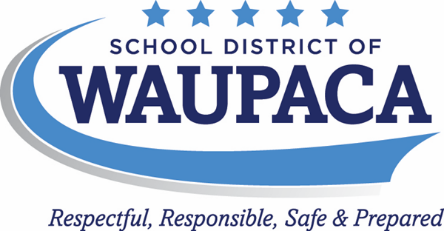 SCHOOL DISTRICT OF
WAUPACA
Respectful, Responsible, Safe & Prepared